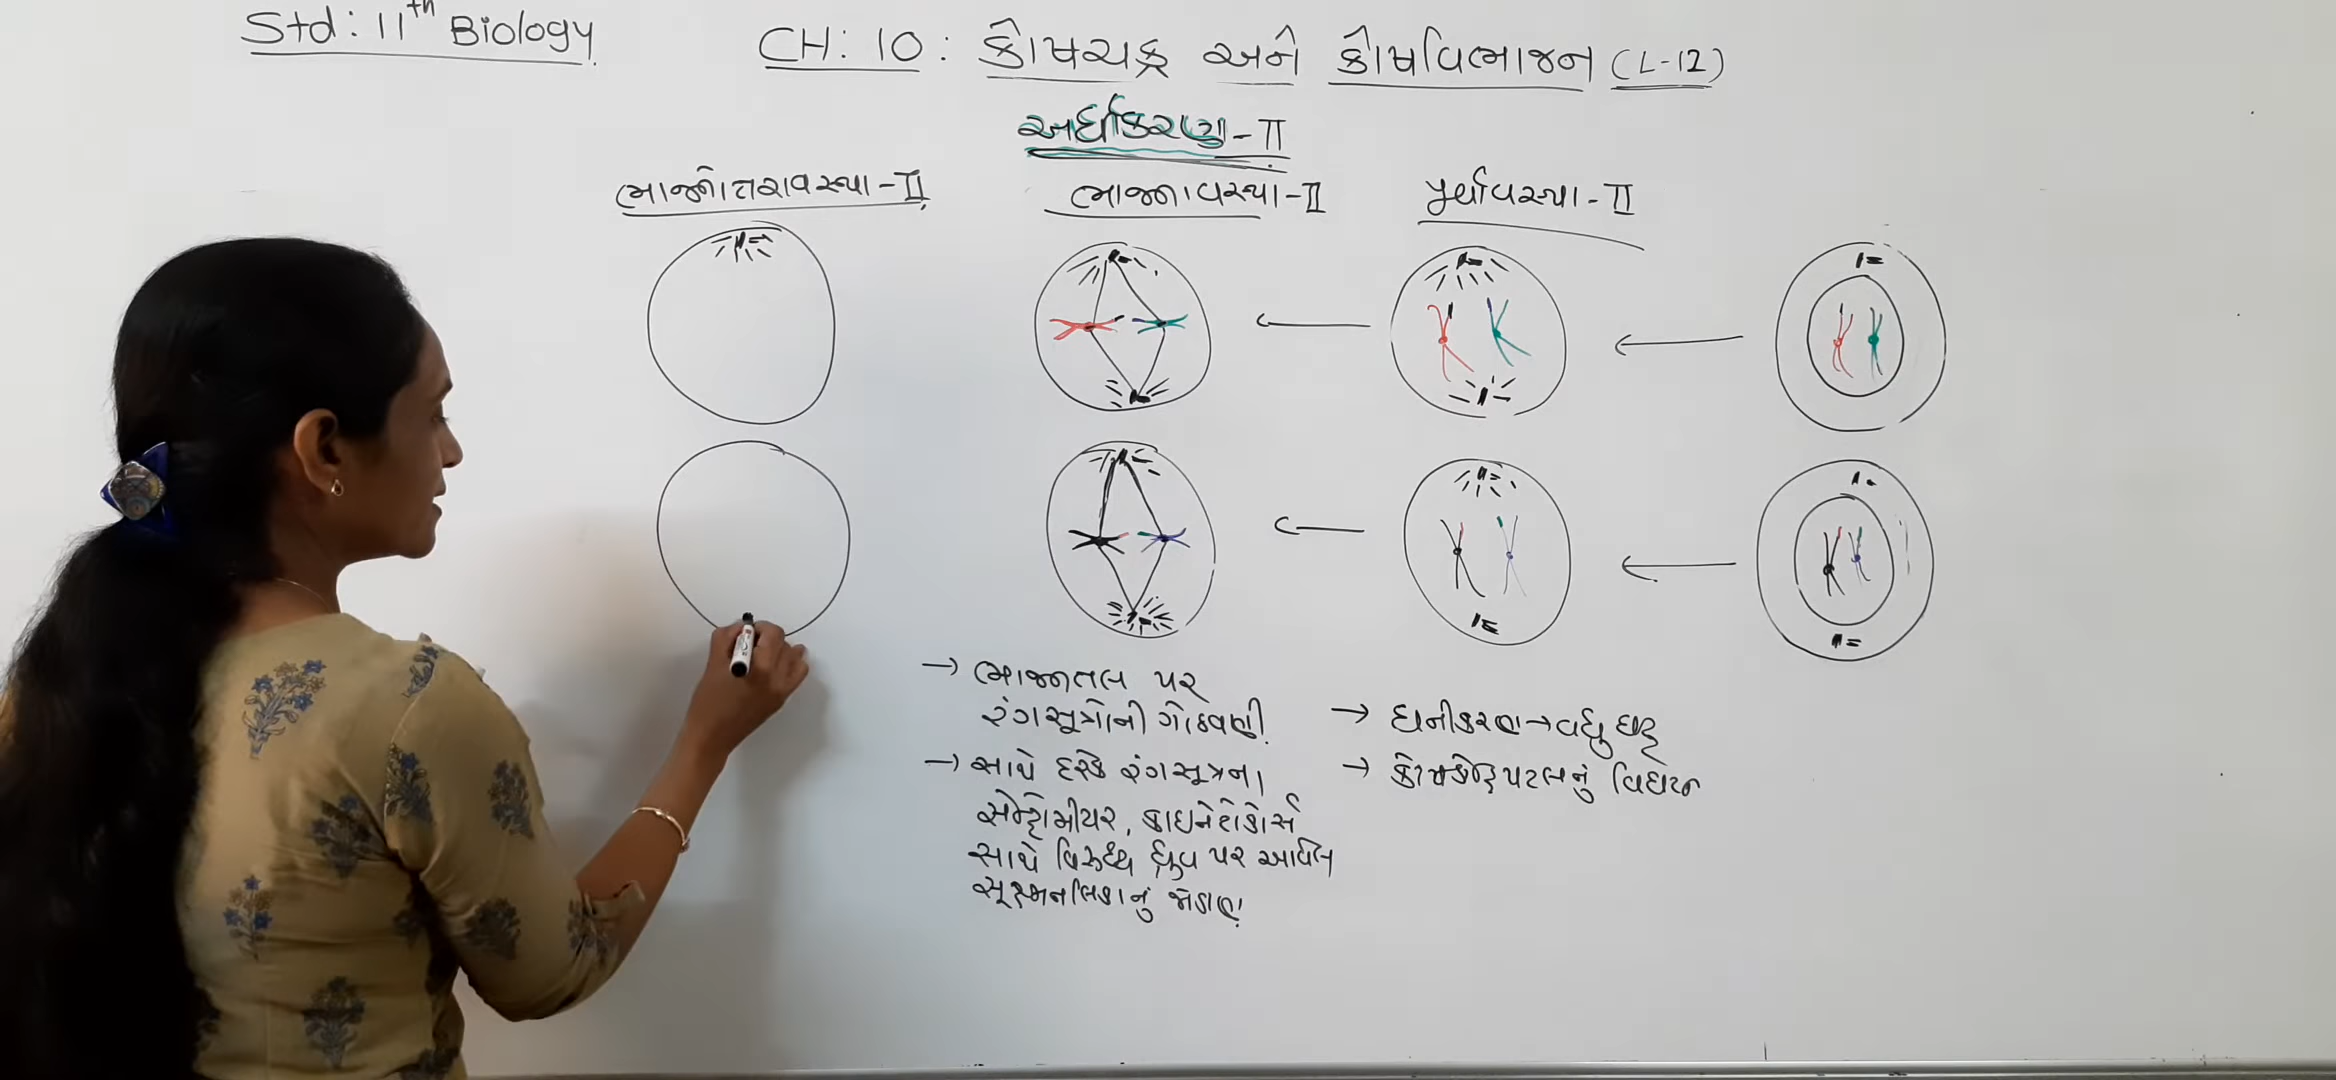 Std: 11th Biology
CH: 10: કોષચક્ર અને કોષવિભાજન (L-12)
અર્ધીકરણ-II
ભાજનોત્તરાવસ્થા-II
ભાજનાવસ્થા-II
પૂર્વાવસ્થા-II
→ ભાજનતલ પર
રંગસૂત્રોની ગોઠવણી.
→ સાથે દરેક રંગસૂત્રના
સેન્ટ્રોમીયર, કાઇનેટોકોર્સ
સાથે વિરુધ્ધ ધ્રુવ પર આવેલ
સૂક્ષ્મનલિકાનું જોડાણ.
→ ઘનીકરણ → વધુ ઘટ્ટ
→ કોષકેન્દ્રપટલનું વિઘટન